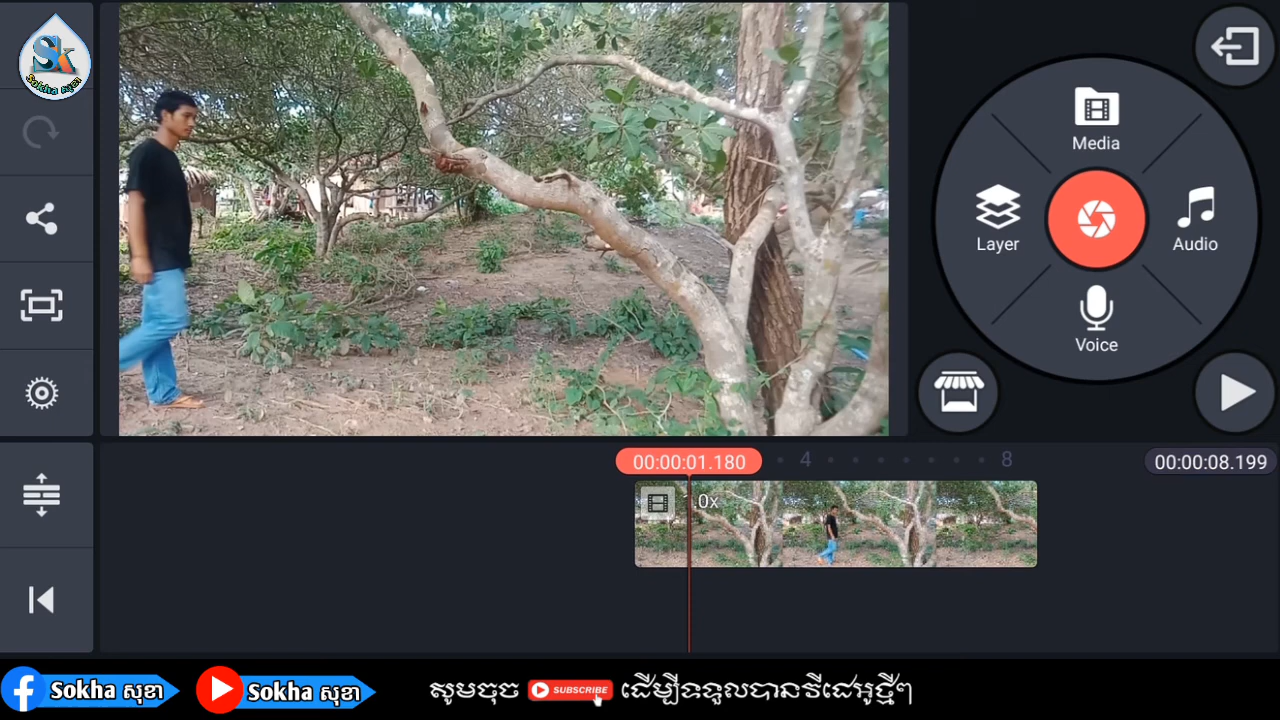 Sk
Sokha សុខា
Media
Layer
Audio
Voice
00:00:01.180
4
8
00:00:08.199
1.0x
Sokha សុខា
Sokha សុខា
សូមចុច SUBSCRIBE ដើម្បីទទួលបានវីដេអូថ្មីៗ